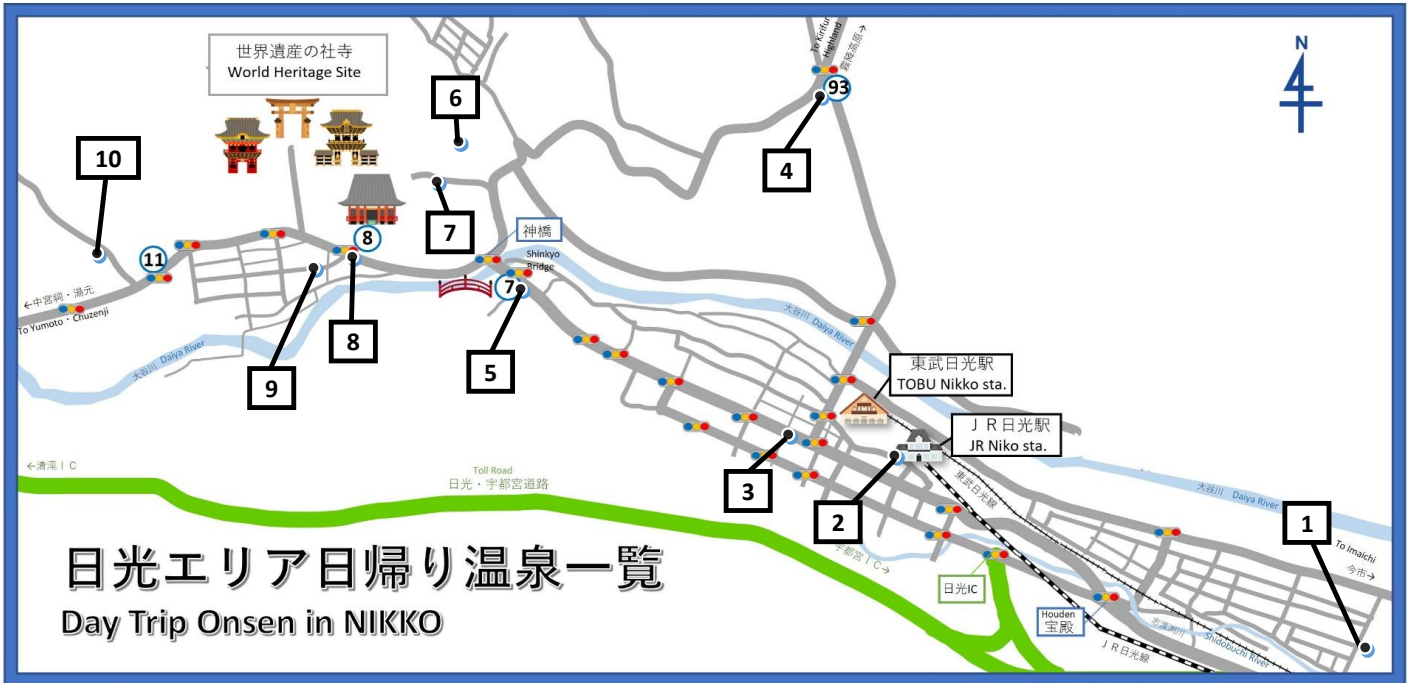 世界遺産の社寺
World Heritage Site
To Kirifuri
Highland
霧降高原→
N
6
93
10
4
7
8
11
神橋
Shinkyo
Bridge
7
←中宮祠・湯元
To Yumoto・Chuzenji
大谷川 Daiya River
8
9
5
大谷川 Daiya River
東武日光駅
TOBU Nikko sta.
ＪＲ日光駅
JR Niko sta.
←清滝ＩＣ
Toll Road
日光・宇都宮道路
3
2
東武日光線
大谷川 Daiya River
1
To Imaichi
今市→
宇都宮ＩＣ→
日光IC
Houden
宝殿
志渡淵川 Shidobuchi River
ＪＲ日光線
日光エリア日帰り温泉一覧
Day Trip Onsen in NIKKO